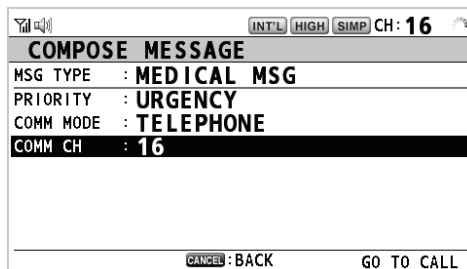 INT'L HIGH SIMP CH: 16
COMPOSE MESSAGE
MSG TYPE : MEDICAL MSG
PRIORITY : URGENCY
COMM MODE : TELEPHONE
COMM CH : 16
CANCEL : BACK GO TO CALL